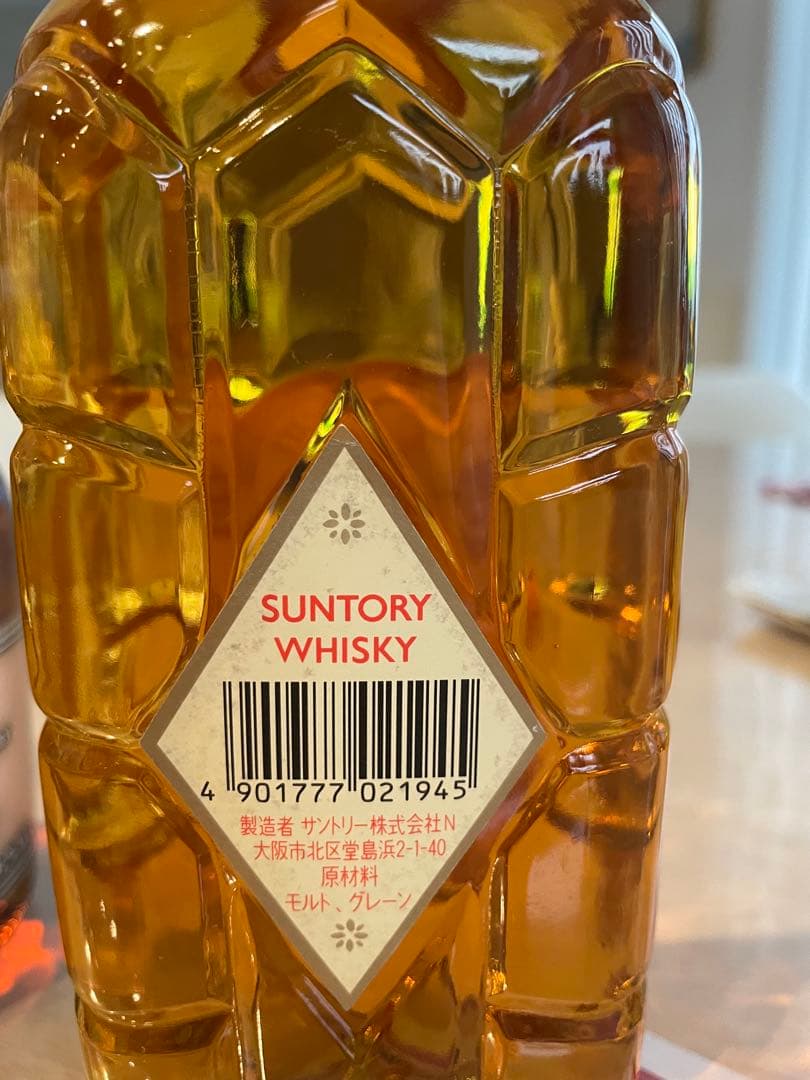 SUNTORY
WHISKY
4 901777 021945
製造者 サントリー株式会社N
大阪市北区堂島浜2-1-40
原材料
モルト、グレーン